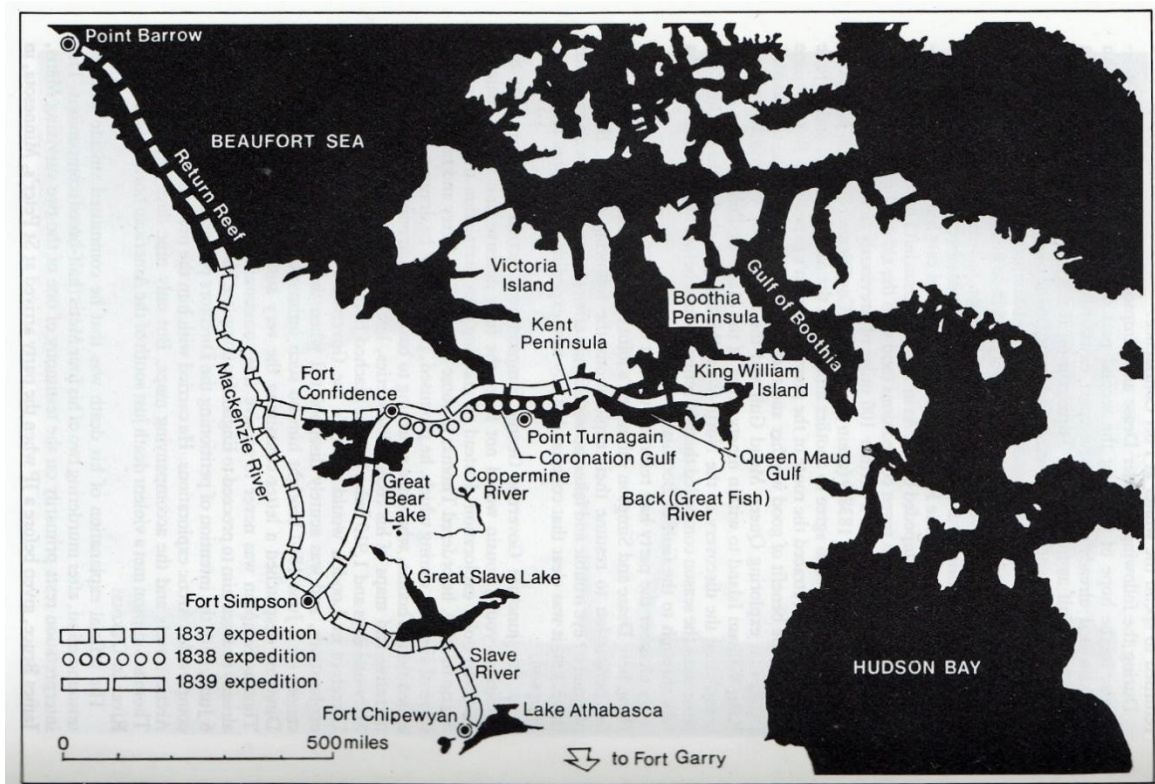 Point Barrow
BEAUFORT SEA
Return Reef
Victoria
Island
Boothia
Peninsula
Gulf of Boothia
Kent
Peninsula
King William
Island
Mackenzie River
Fort
Confidence
Point Turnagain
Coronation Gulf
Queen Maud
Gulf
Coppermine
River
Back (Great Fish)
River
Great
Bear
Lake
Great Slave Lake
Fort Simpson
1837 expedition
1838 expedition
1839 expedition
Slave
River
HUDSON BAY
Fort Chipewyan
Lake Athabasca
0 500 miles
to Fort Garry